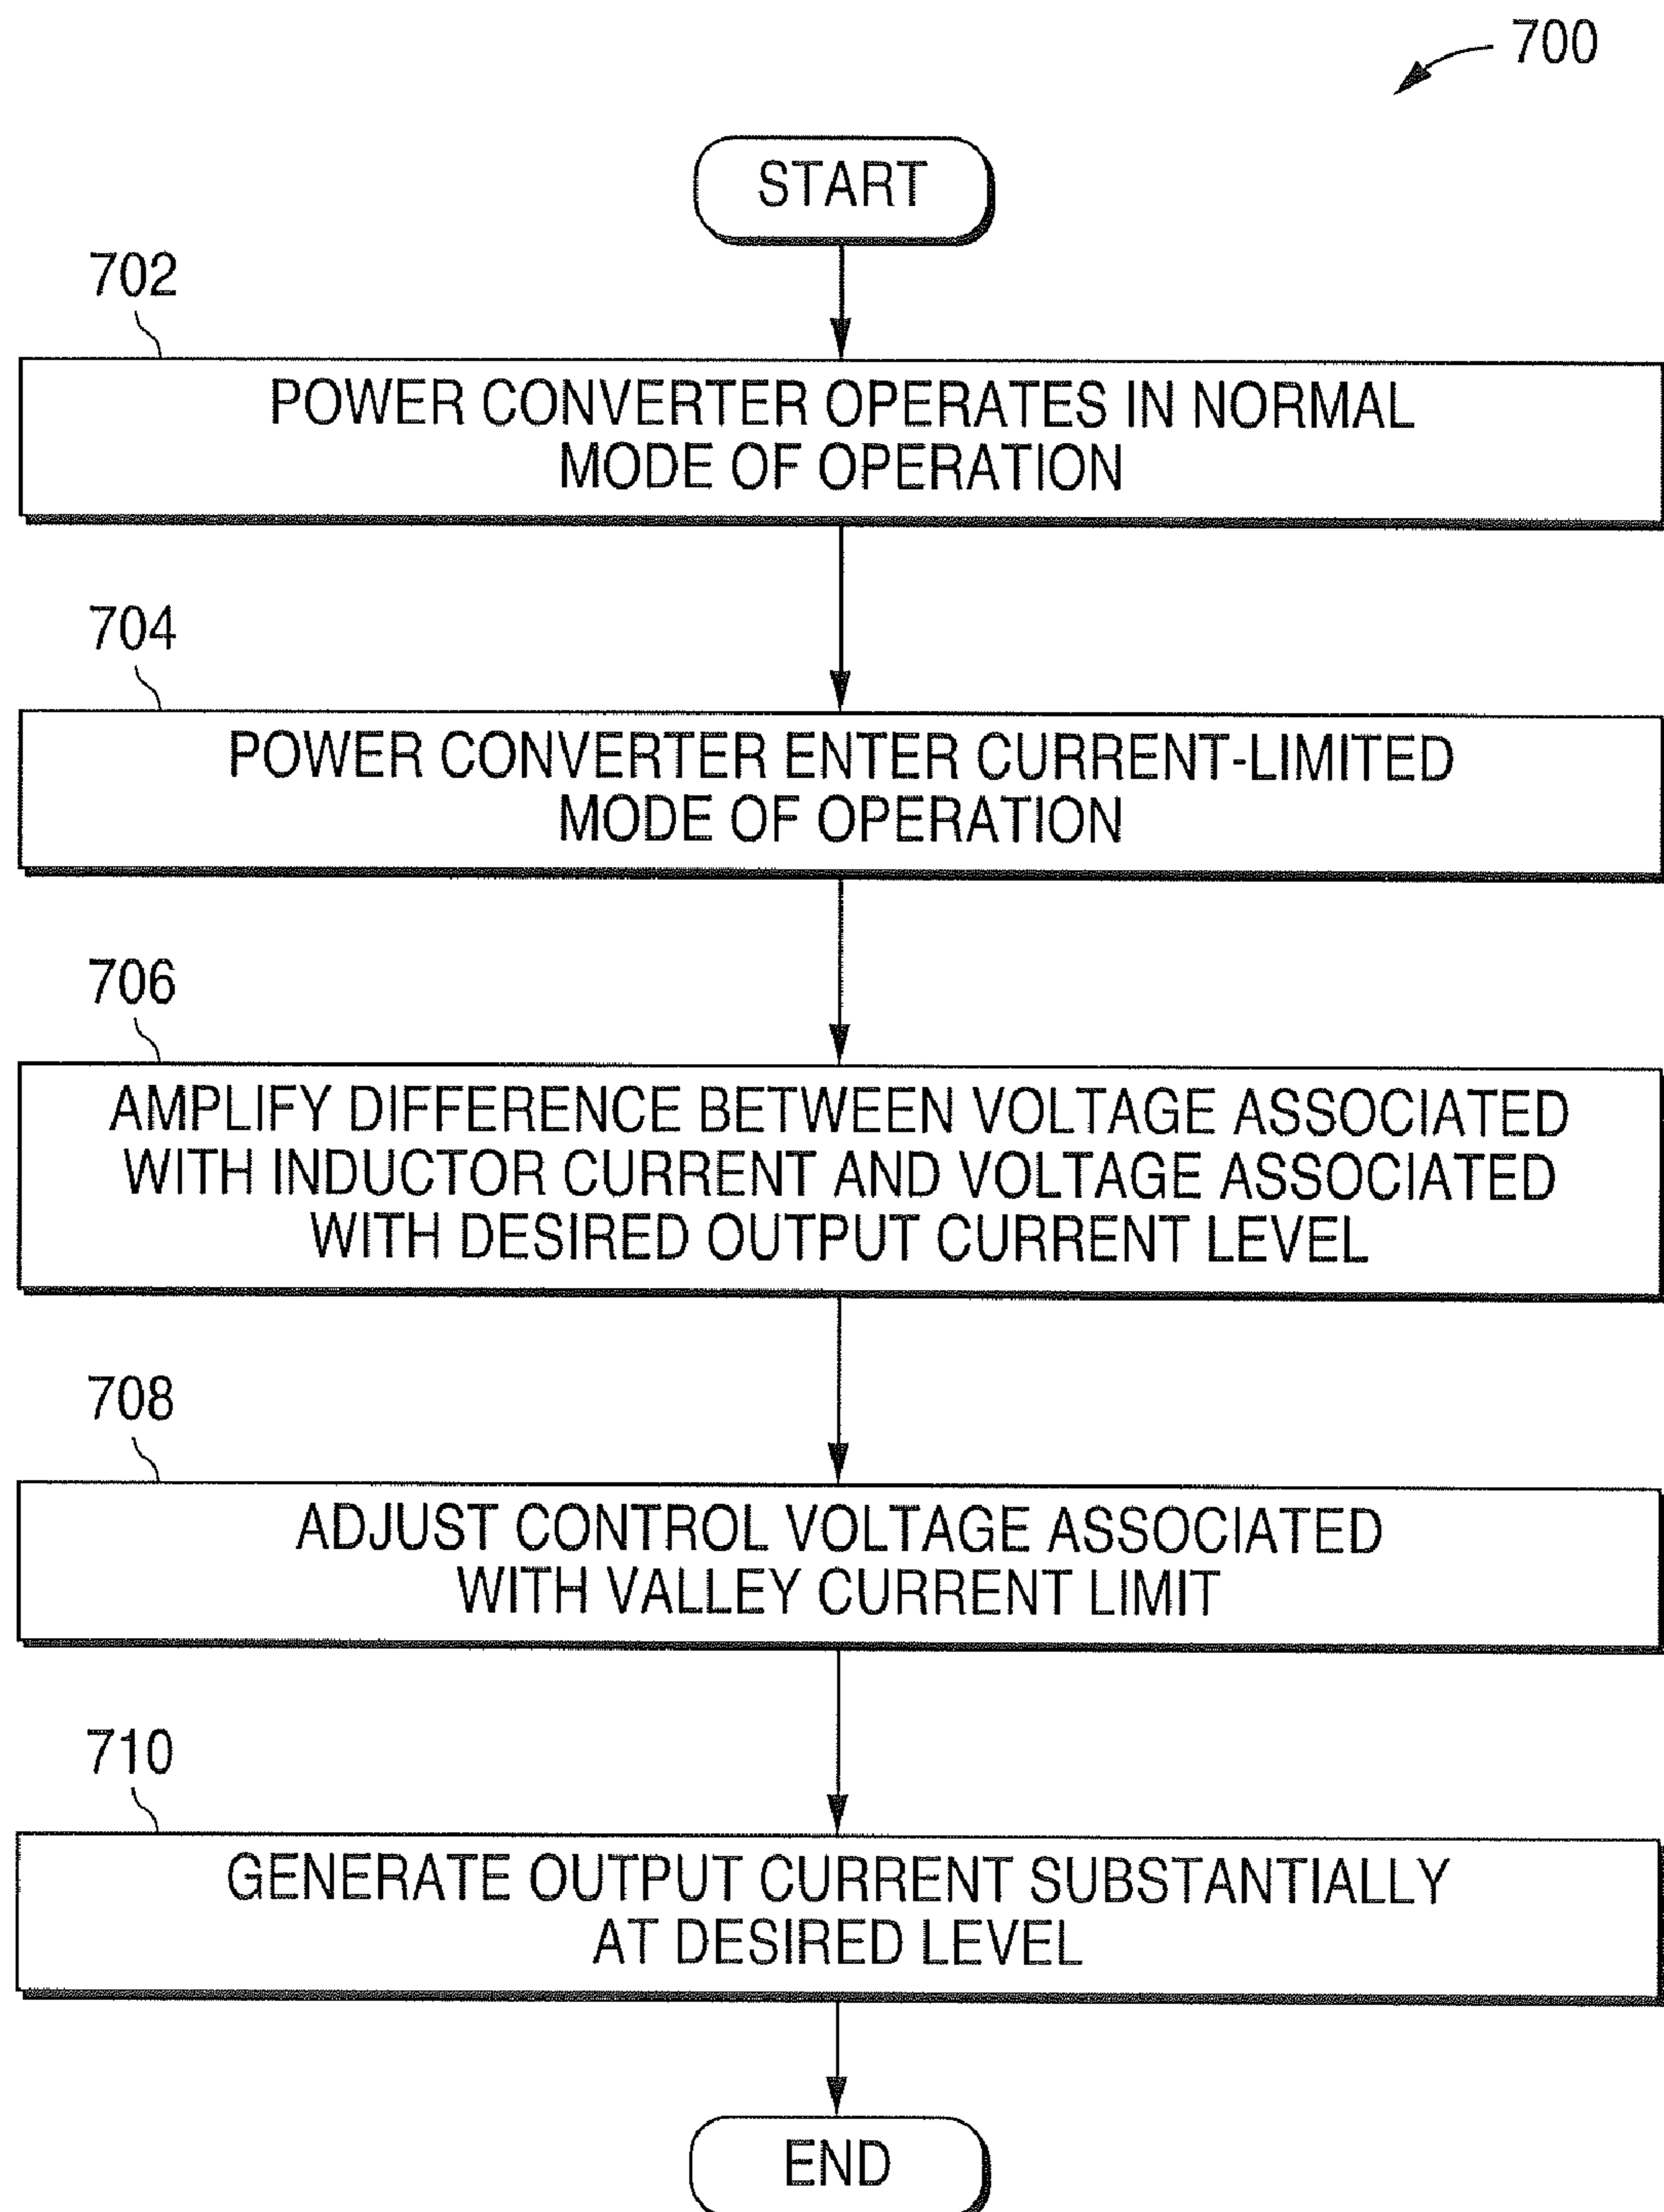 700
START
702
POWER CONVERTER OPERATES IN NORMAL
MODE OF OPERATION
704
POWER CONVERTER ENTER CURRENT-LIMITED
MODE OF OPERATION
706
AMPLIFY DIFFERENCE BETWEEN VOLTAGE ASSOCIATED
WITH INDUCTOR CURRENT AND VOLTAGE ASSOCIATED
WITH DESIRED OUTPUT CURRENT LEVEL
708
ADJUST CONTROL VOLTAGE ASSOCIATED
WITH VALLEY CURRENT LIMIT
710
GENERATE OUTPUT CURRENT SUBSTANTIALLY
AT DESIRED LEVEL
END